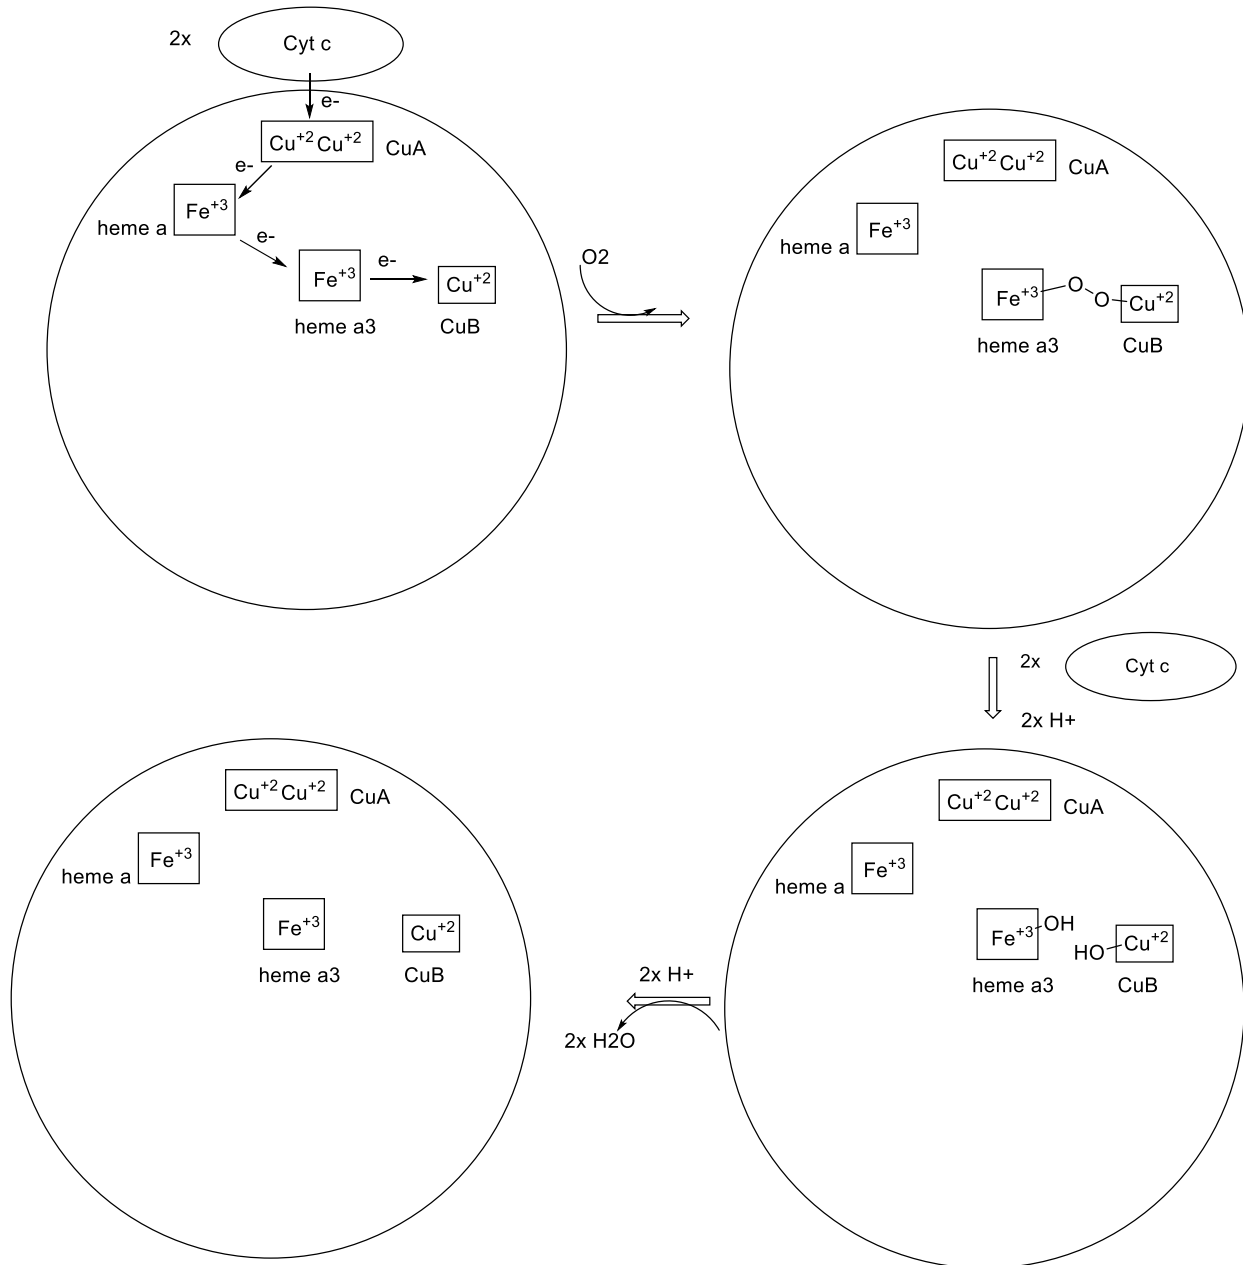 2x
Cyt c
e-
Cu+2 Cu+2
CuA
e-
Fe+3
heme a
e-
Fe+3
e-
Cu+2
heme a3
CuB
O2
Cu+2 Cu+2
CuA
Fe+3
heme a
Fe+3
O
O
Cu+2
heme a3
CuB
2x
Cyt c
2x H+
Cu+2 Cu+2
CuA
Fe+3
heme a
Fe+3
OH
HO
Cu+2
heme a3
CuB
2x H+
2x H2O
Cu+2 Cu+2
CuA
Fe+3
heme a
Fe+3
Cu+2
heme a3
CuB